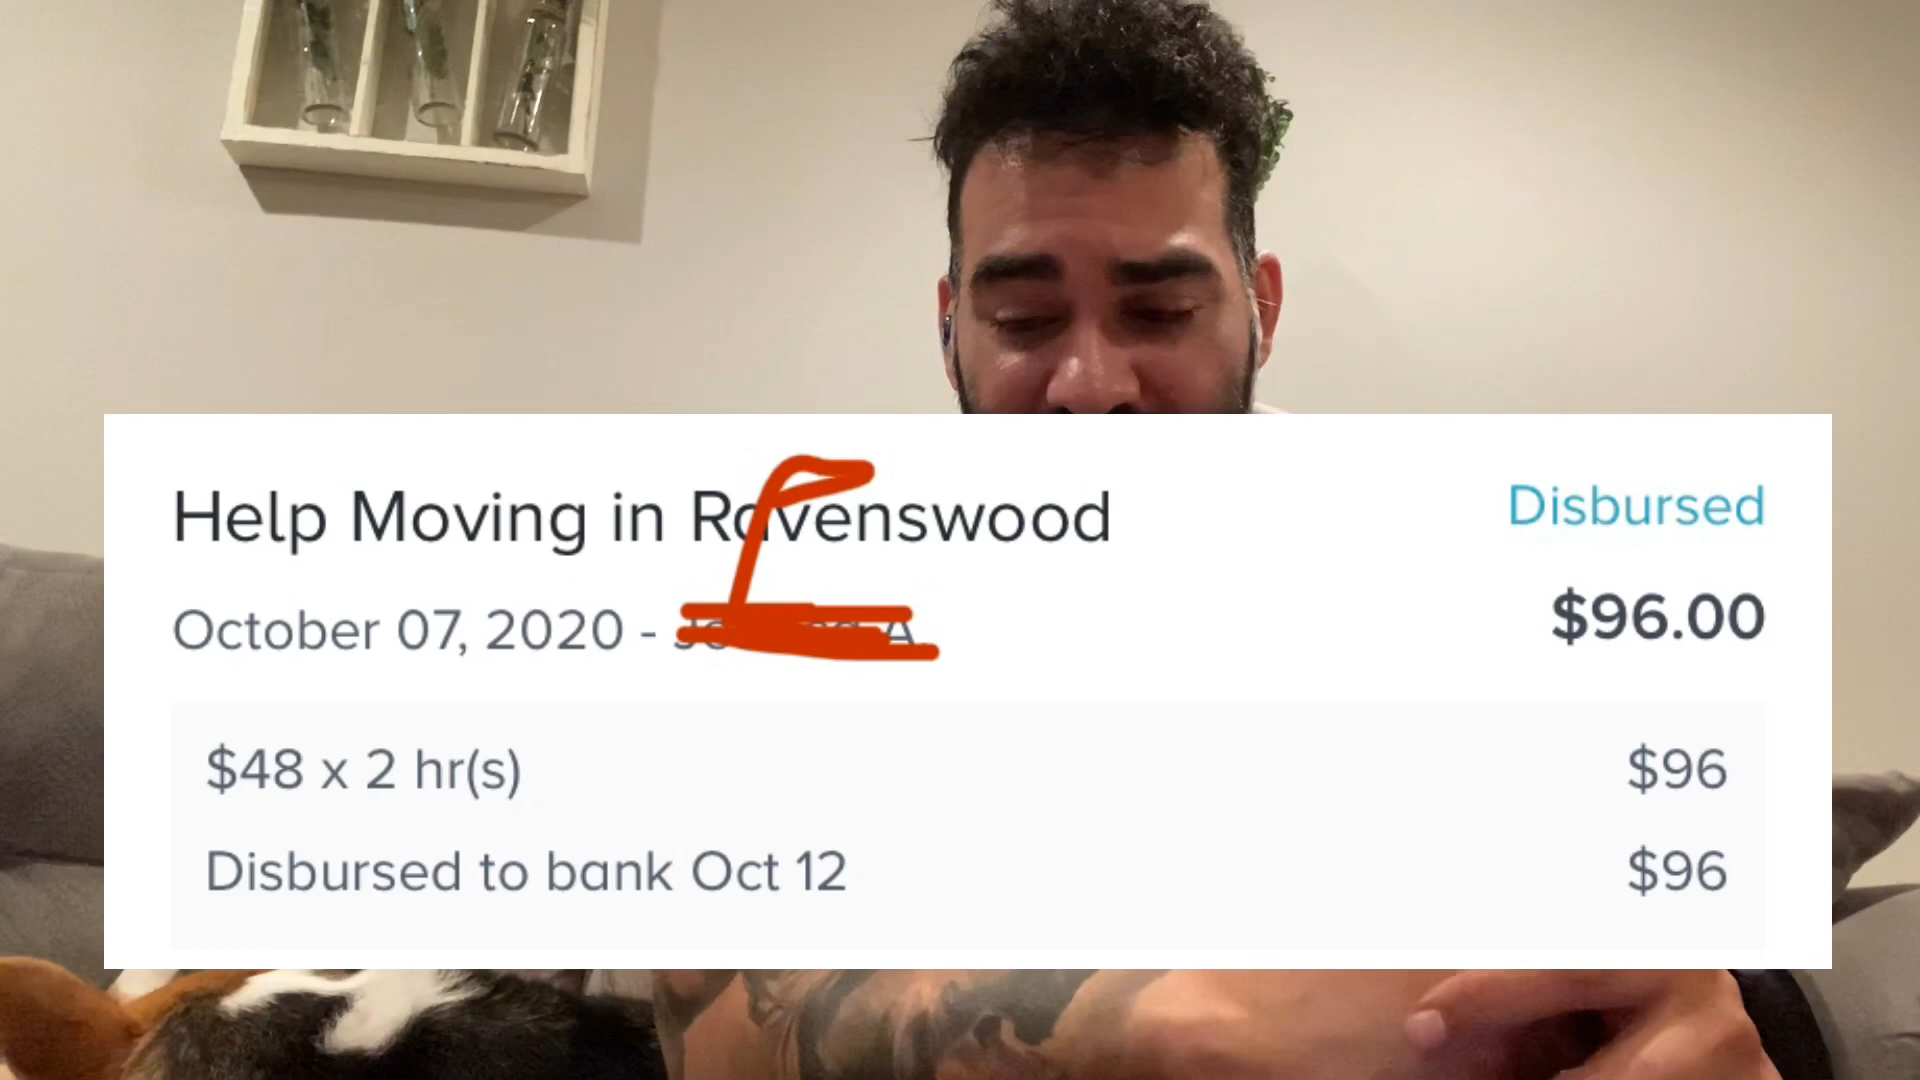 Help Moving in Ravenswood
Disbursed
October 07, 2020 -
$96.00
$48 x 2 hr(s)
$96
Disbursed to bank Oct 12
$96